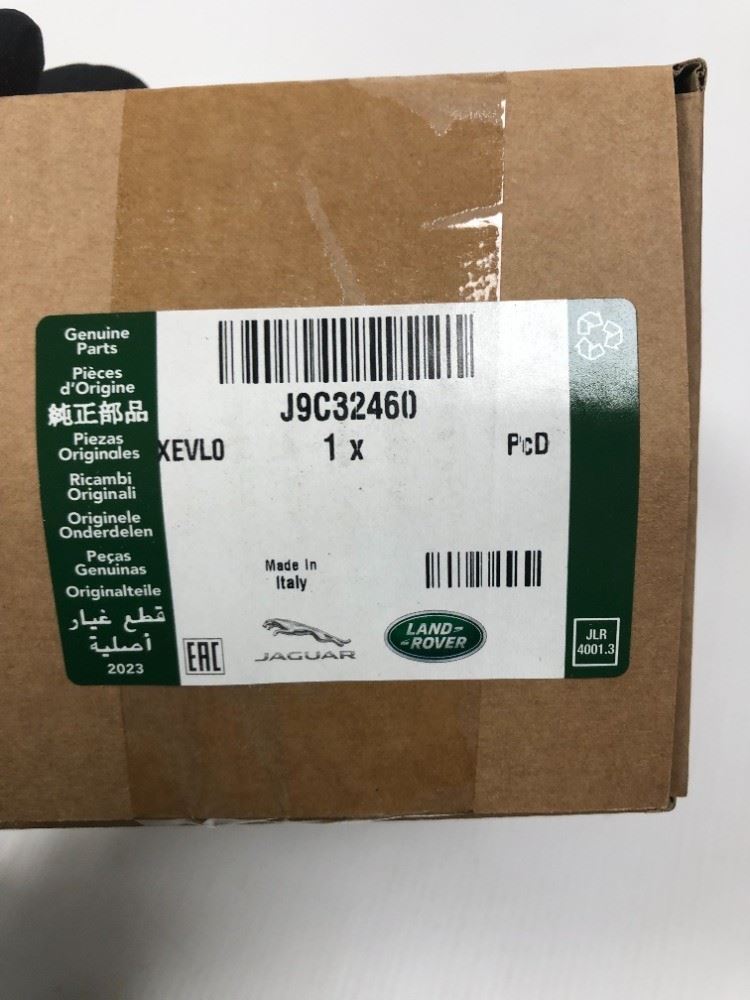 Genuine
Parts
Pièces
d'Origine
純正部品
Piezas
Originales
Ricambi
Originali
Originele
Onderdelen
Peças
Genuinas
Originalteile
قطع غيار
أصلية
2023
J9C32460
XEVLO 1 x PcD
Made In
Italy
EAC
JAGUAR
LAND-
-ROVER
JLR
4001.3